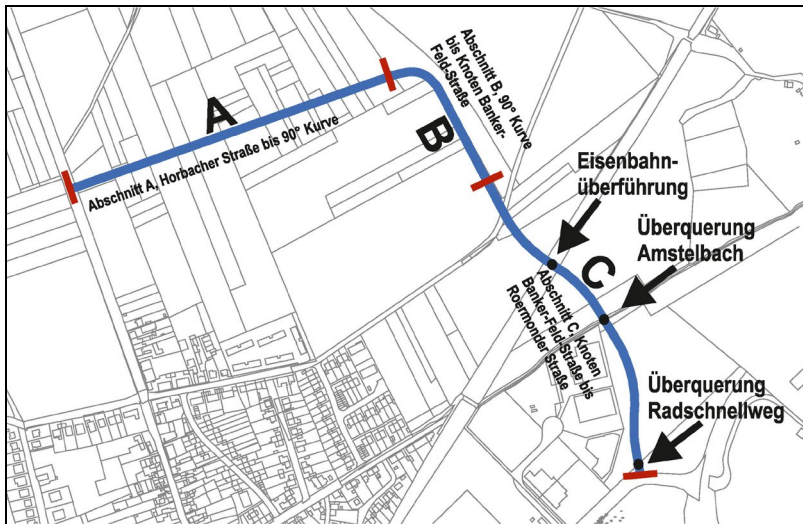 A
Abschnitt A, Horbacher Straße bis 90° Kurve
B
Abschnitt B, 90° Kurve
bis Knoten Banker-
Feld-Straße
Eisenbahn-
überführung
Überquerung
Amstelbach
C
Abschnitt C, Knoten
Banker-Feld-Straße bis
Roermonder Straße
Überquerung
Radschnellweg